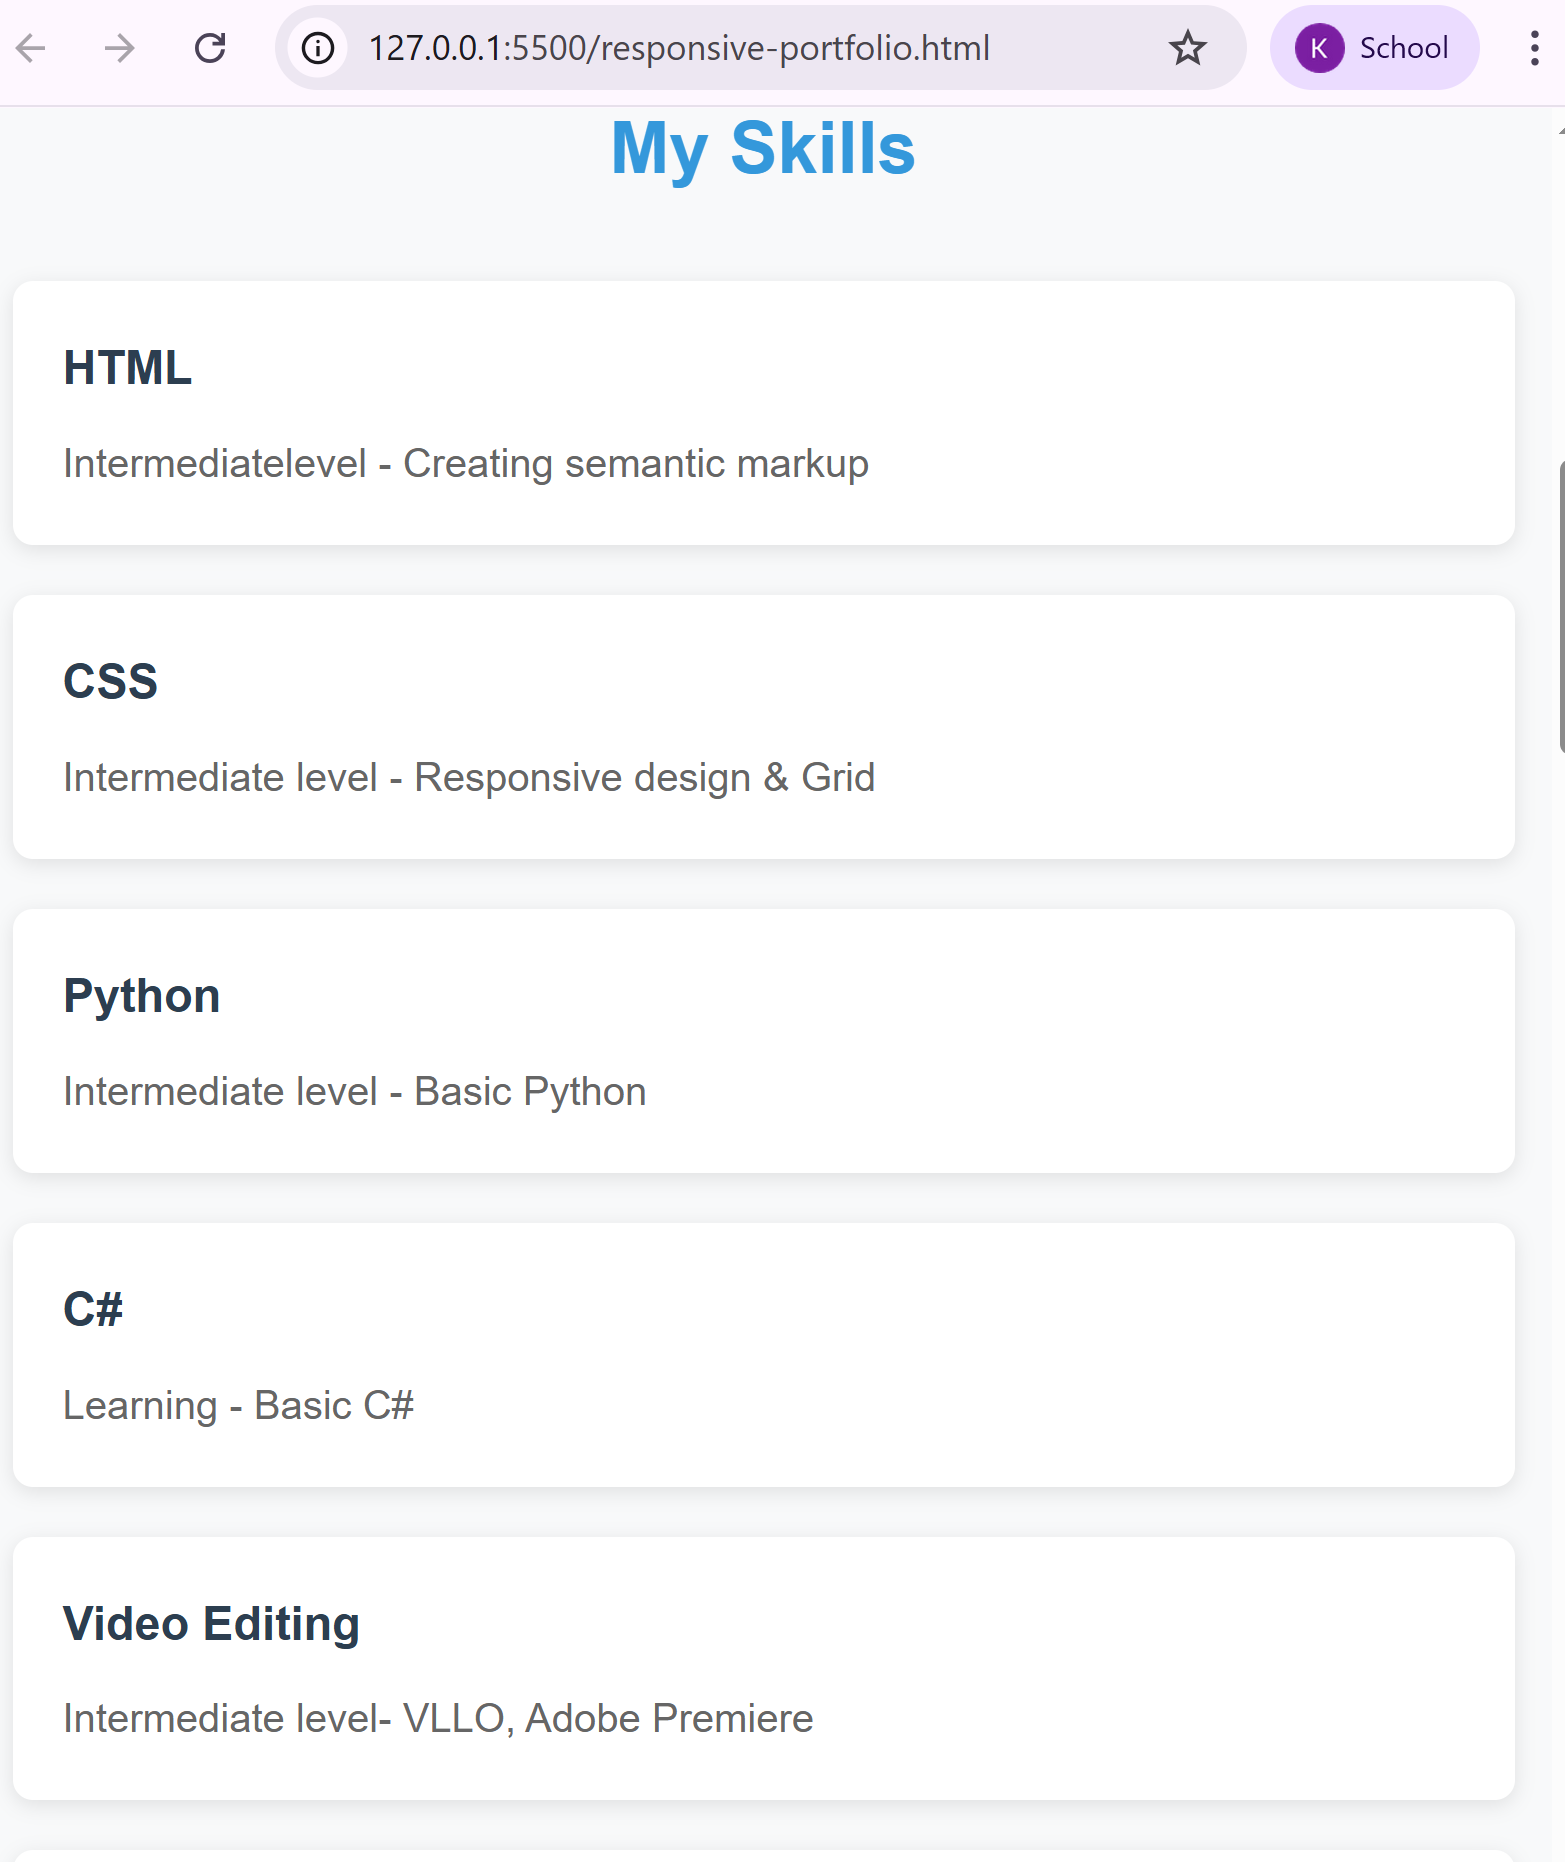 127.0.0.1:5500/responsive-portfolio.html
K School
My Skills
HTML
Intermediatelevel - Creating semantic markup
CSS
Intermediate level - Responsive design & Grid
Python
Intermediate level - Basic Python
C#
Learning - Basic C#
Video Editing
Intermediate level- VLLO, Adobe Premiere